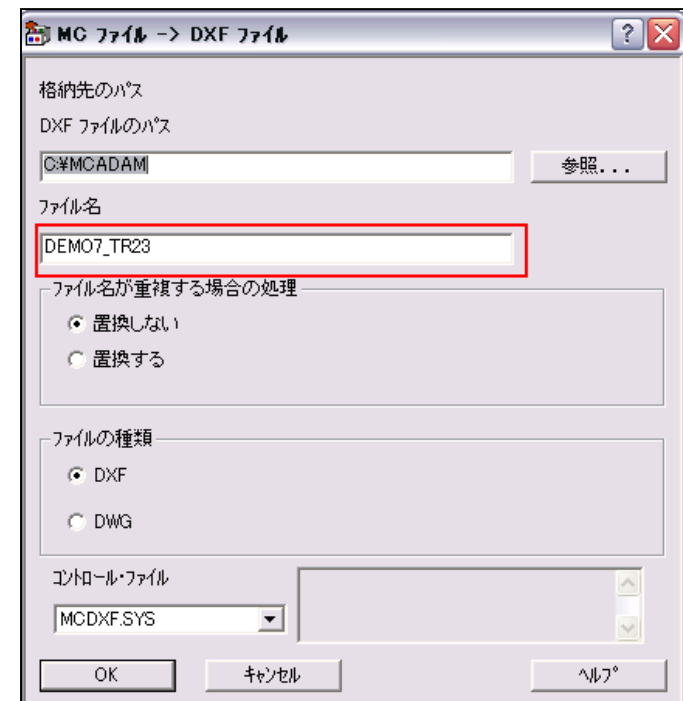 MC ファイル -> DXF ファイル
格納先のパス
DXF ファイルのパス
C:¥MCADAM
参照...
ファイル名
DEMO7_TR23
ファイル名が重複する場合の処理
置換しない
置換する
ファイルの種類
DXF
DWG
コントロール・ファイル
MCDXF.SYS
OK
キャンセル
ヘルプ